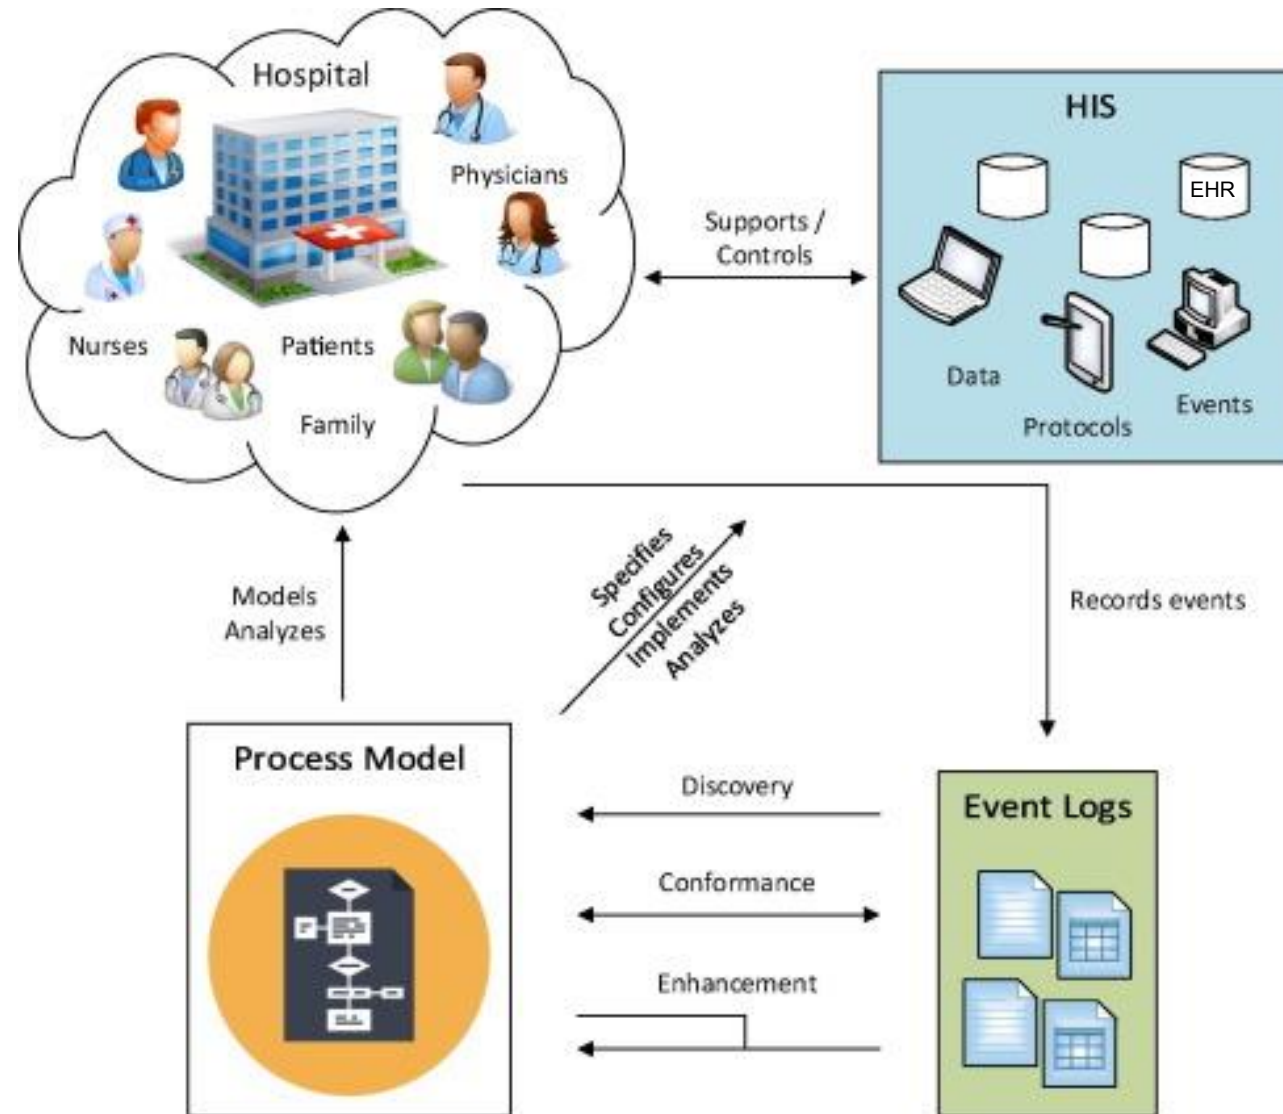 Hospital
Physicians
Nurses
Patients
Family
Supports /
Controls
HIS
EHR
Data
Protocols
Events
Models
Analyzes
Specifies
Configures
Implements
Analyzes
Records events
Process Model
Discovery
Conformance
Enhancement
Event Logs